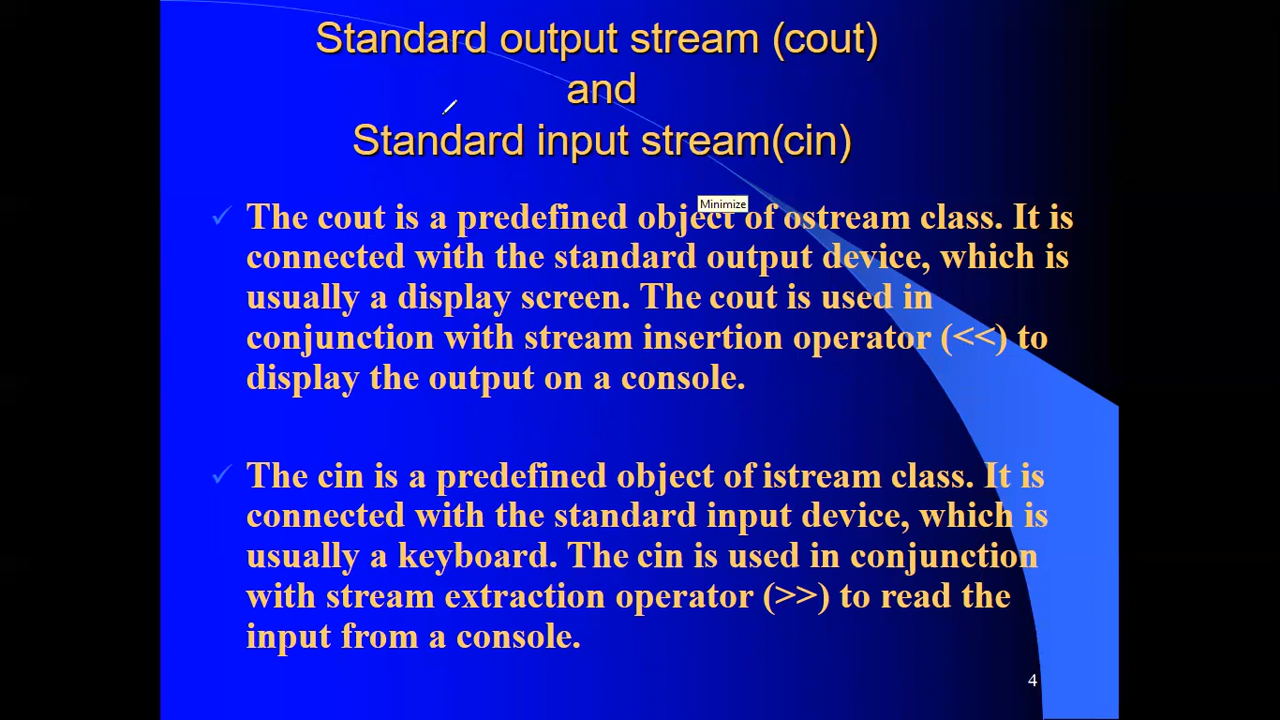 Standard output stream (cout)
and
Standard input stream(cin)
Minimize
The cout is a predefined object of ostream class. It is
connected with the standard output device, which is
usually a display screen. The cout is used in
conjunction with stream insertion operator (<<) to
display the output on a console.
The cin is a predefined object of istream class. It is
connected with the standard input device, which is
usually a keyboard. The cin is used in conjunction
with stream extraction operator (>>) to read the
input from a console.
4